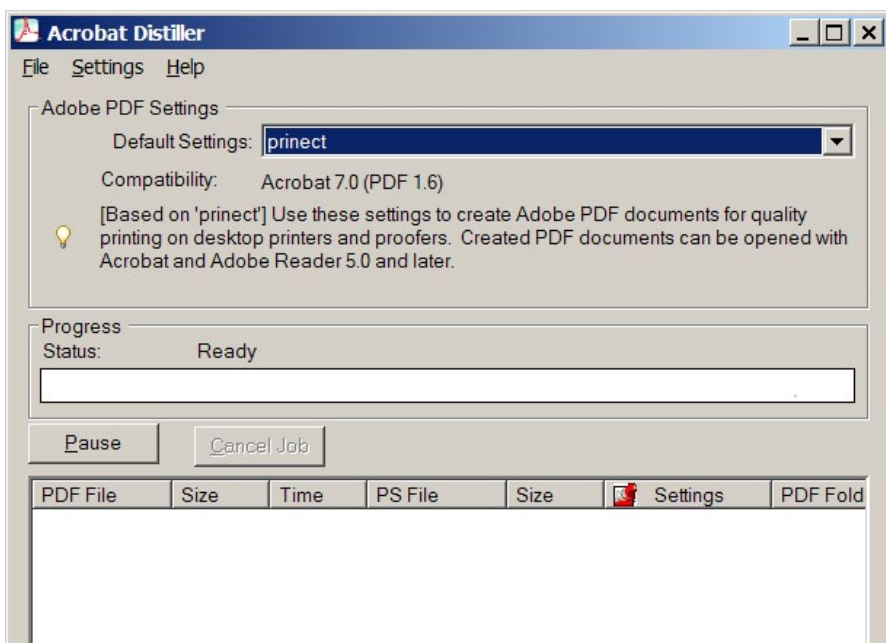 Acrobat Distiller
File Settings Help
Adobe PDF Settings
Default Settings: prinect
Compatibility: Acrobat 7.0 (PDF 1.6)
[Based on 'prinect'] Use these settings to create Adobe PDF documents for quality
printing on desktop printers and proofers. Created PDF documents can be opened with
Acrobat and Adobe Reader 5.0 and later.
Progress
Status: Ready
Pause Cancel Job
PDF File Size Time PS File Size Settings PDF Fold